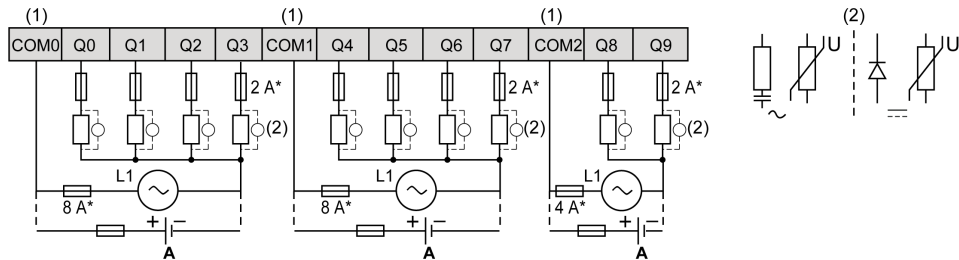 (1) (1) (1) (2)
COM0 Q0 Q1 Q2 Q3 COM1 Q4 Q5 Q6 Q7 COM2 Q8 Q9
U U
2 A* 2 A* 2 A*
(2) (2)
L1 L1 L1
8 A* 8 A* 4 A*
+ − + − + −
A A A